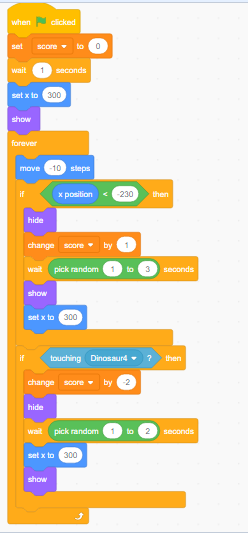 when clicked
set score to 0
wait 1 seconds
set x to 300
show
forever
move -10 steps
if x position < -230 then
hide
change score by 1
wait pick random 1 to 3 seconds
show
set x to 300
if touching Dinosaur4 ? then
change score by -2
hide
wait pick random 1 to 2 seconds
set x to 300
show